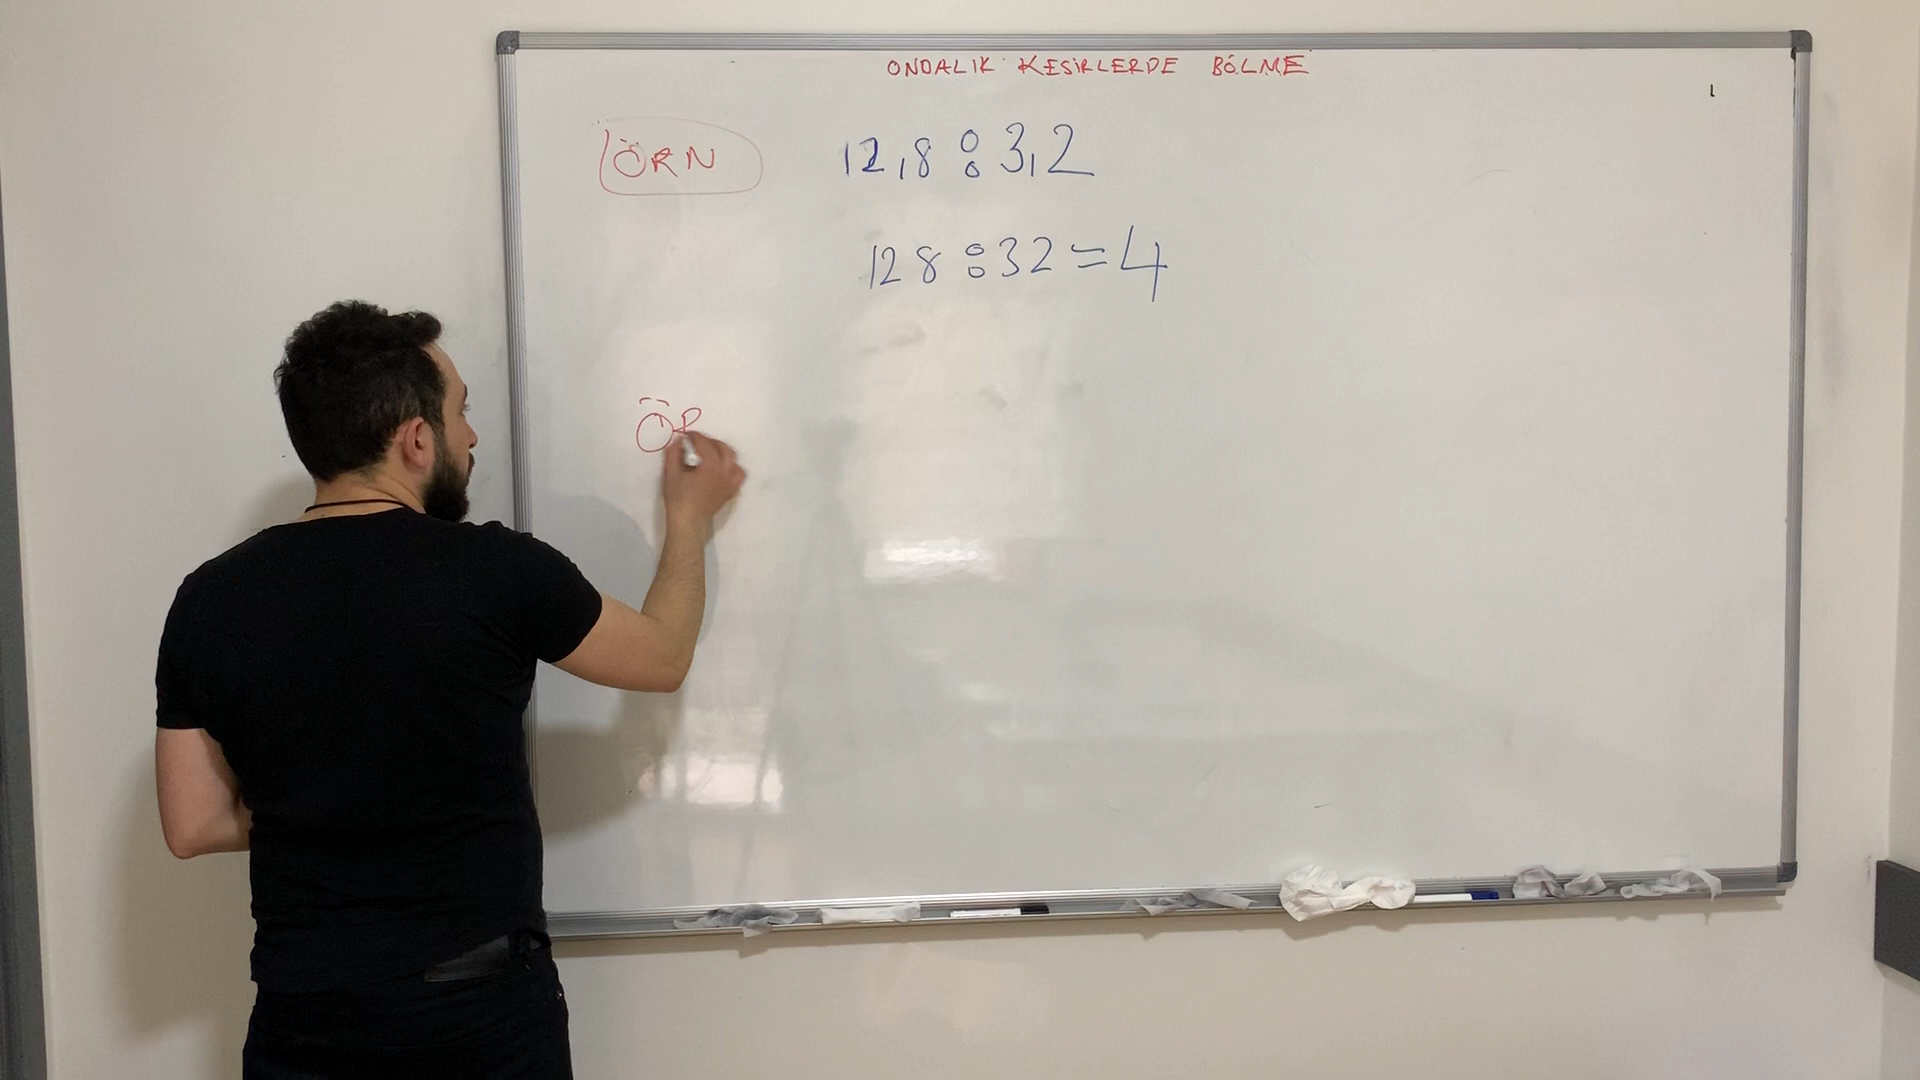 ONDALIK KESİRLERDE BÖLME
ÖRN 12,8 : 3,2
128 : 32 = 4
ÖR